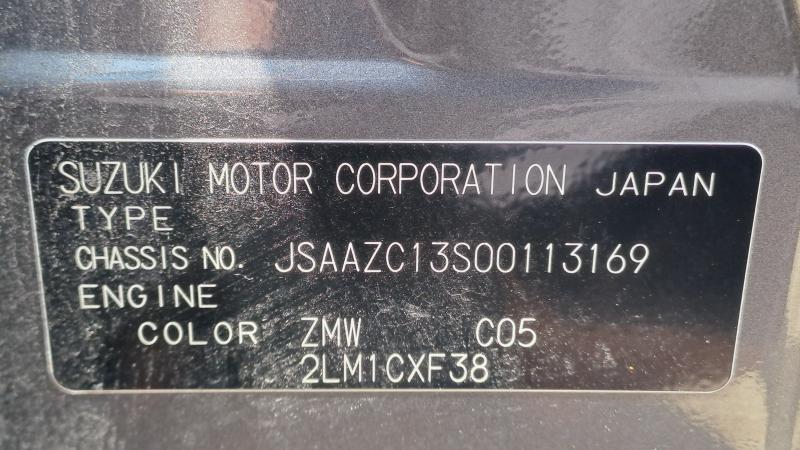 SUZUKI MOTOR CORPORATION JAPAN
TYPE
CHASSIS NO. JSAAZC13S00113169
ENGINE
COLOR ZMW C05
2LM1CXF38